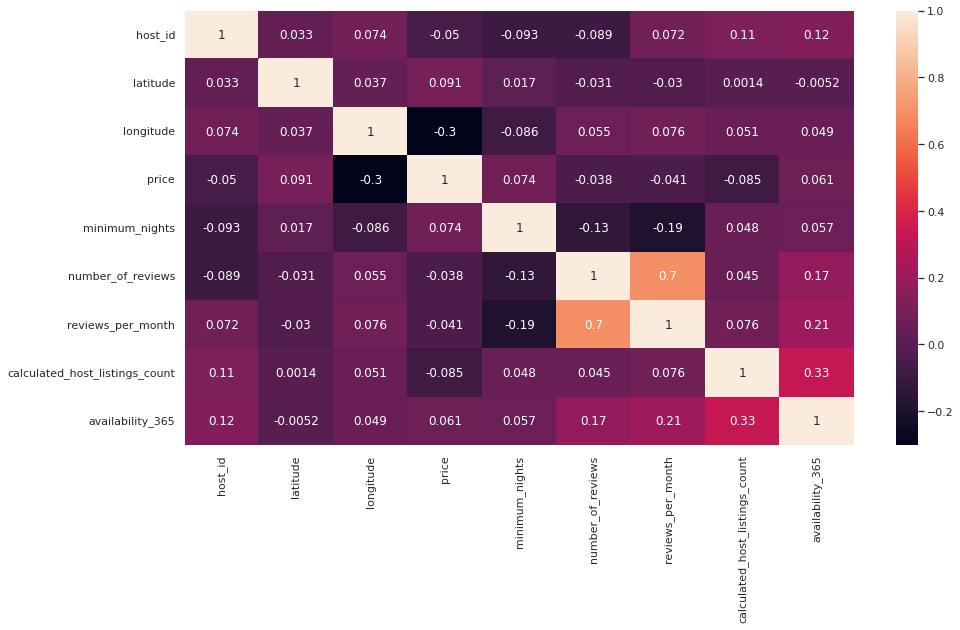 host_id 1 0.033 0.074 -0.05 -0.093 -0.089 0.072 0.11 0.12
latitude 0.033 1 0.037 0.091 0.017 -0.031 -0.03 0.0014 -0.0052
longitude 0.074 0.037 1 -0.3 -0.086 0.055 0.076 0.051 0.049
price -0.05 0.091 -0.3 1 0.074 -0.038 -0.041 -0.085 0.061
minimum_nights -0.093 0.017 -0.086 0.074 1 -0.13 -0.19 0.048 0.057
number_of_reviews -0.089 -0.031 0.055 -0.038 -0.13 1 0.7 0.045 0.17
reviews_per_month 0.072 -0.03 0.076 -0.041 -0.19 0.7 1 0.076 0.21
calculated_host_listings_count 0.11 0.0014 0.051 -0.085 0.048 0.045 0.076 1 0.33
availability_365 0.12 -0.0052 0.049 0.061 0.057 0.17 0.21 0.33 1
host_id
latitude
longitude
price
minimum_nights
number_of_reviews
reviews_per_month
calculated_host_listings_count
availability_365
1.0
0.8
0.6
0.4
0.2
0.0
−0.2